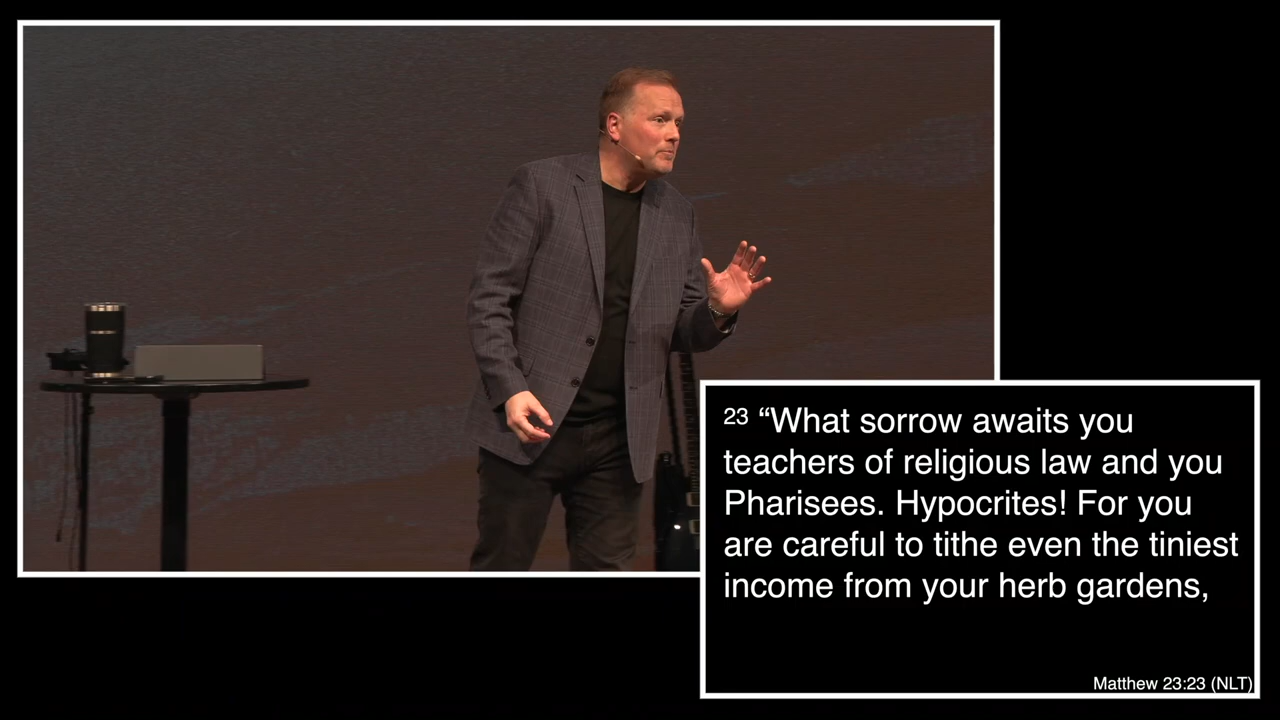 23 “What sorrow awaits you
teachers of religious law and you
Pharisees. Hypocrites! For you
are careful to tithe even the tiniest
income from your herb gardens,
Matthew 23:23 (NLT)